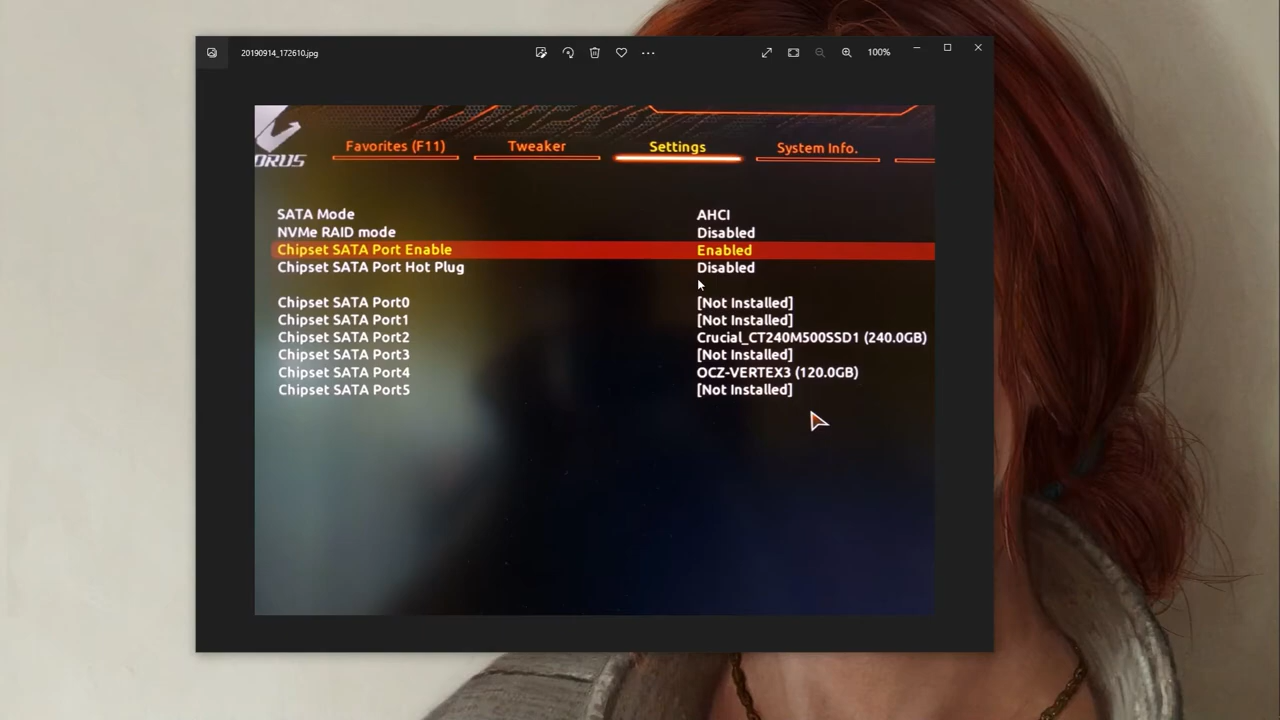 20190914_172610.jpg
100%
ORUS
Favorites (F11)
Tweaker
Settings
System Info.
SATA Mode AHCI
NVMe RAID mode Disabled
Chipset SATA Port Enable Enabled
Chipset SATA Port Hot Plug Disabled
Chipset SATA Port0 [Not Installed]
Chipset SATA Port1 [Not Installed]
Chipset SATA Port2 Crucial_CT240M500SSD1 (240.0GB)
Chipset SATA Port3 [Not Installed]
Chipset SATA Port4 OCZ-VERTEX3 (120.0GB)
Chipset SATA Port5 [Not Installed]